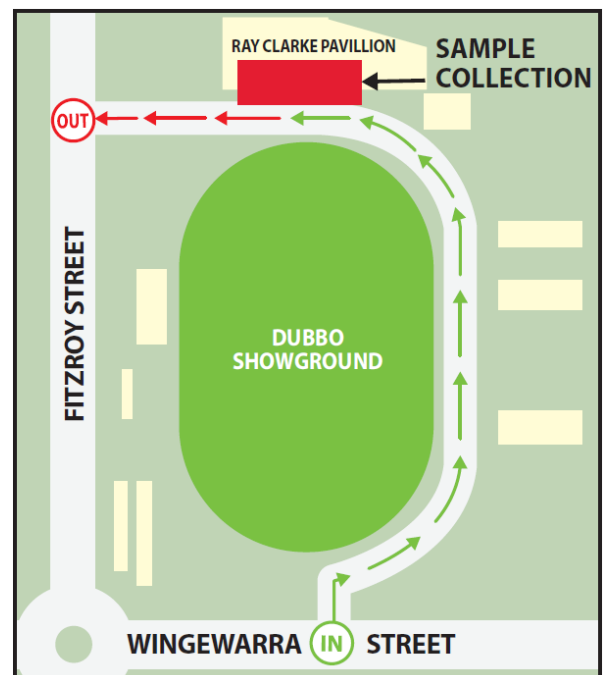 RAY CLARKE PAVILLION
SAMPLE
COLLECTION
OUT
FITZROY STREET
DUBBO
SHOWGROUND
WINGEWARRA IN STREET